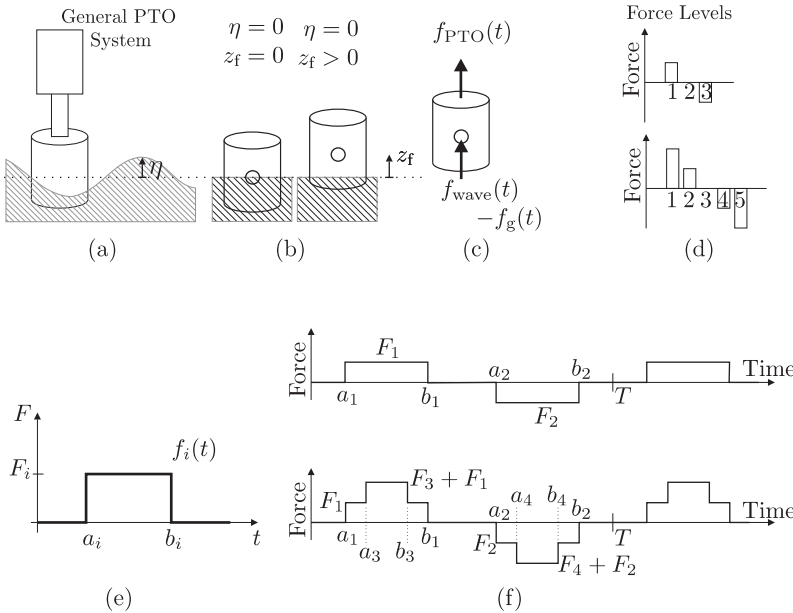 General PTO
System
η
(a)
η = 0 η = 0
z_f = 0 z_f > 0
z_f
(b)
f_PTO(t)
f_wave(t)
−f_g(t)
(c)
Force Levels
Force
1 2 3
Force
1 2 3 4 5
(d)
F
F_i
f_i(t)
a_i b_i t
(e)
Force
F_1
a_1 b_1
a_2 b_2
F_2
T
Time
Force
F_1
F_3 + F_1
a_1 b_1
a_3 b_3
a_2 a_4 b_4 b_2
F_2
F_4 + F_2
T
Time
(f)